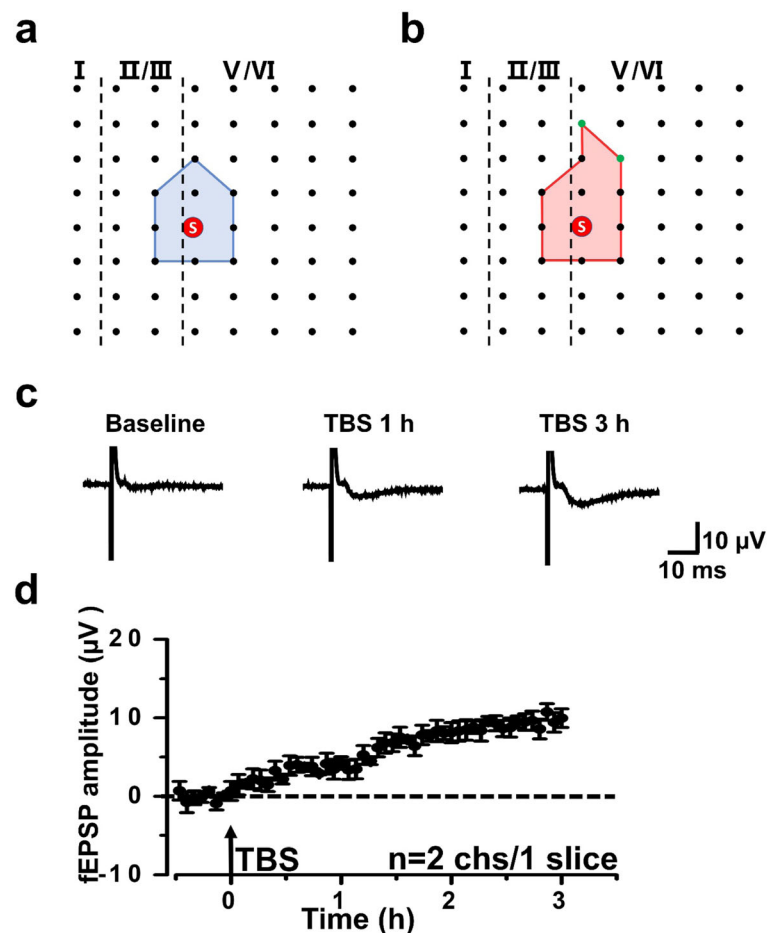 a
I II/III V/VI
S
b
I II/III V/VI
S
c
Baseline TBS 1 h TBS 3 h
10 μV
10 ms
d
fEPSP amplitude (μV)
20
10
0
-10
TBS n=2 chs/1 slice
0 1 2 3
Time (h)